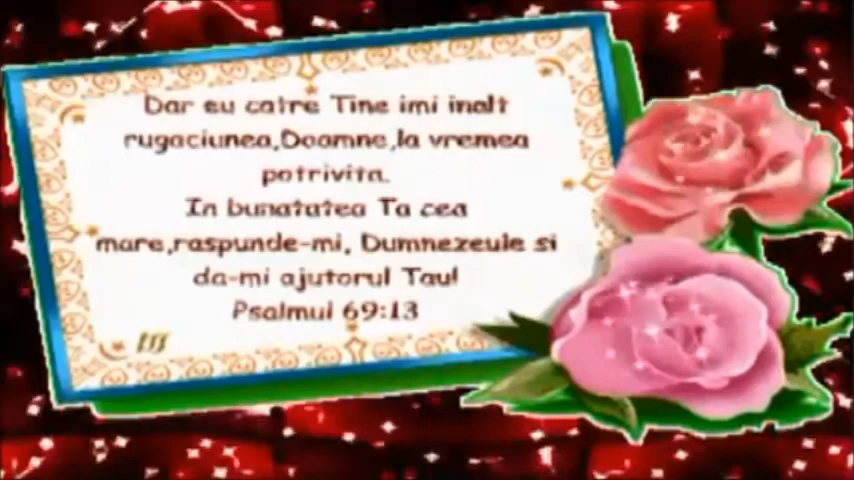 Dar eu catre Tine imi inalt
rugaciunea,Doamne,la vremea
potrivita.
In bunatatea Ta cea
mare,raspunde-mi, Dumnezeule si
da-mi ajutorul Tau!
Psalmul 69:13